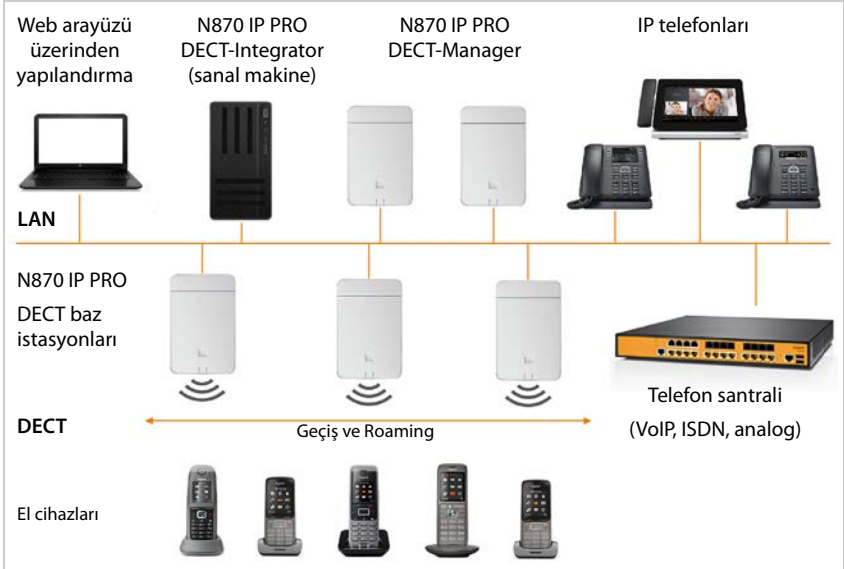 Web arayüzü
üzerinden
yapılandırma
N870 IP PRO
DECT-Integrator
(sanal makine)
N870 IP PRO
DECT-Manager
IP telefonları
LAN
N870 IP PRO
DECT baz
istasyonları
Telefon santrali
(VoIP, ISDN, analog)
DECT
Geçiş ve Roaming
El cihazları